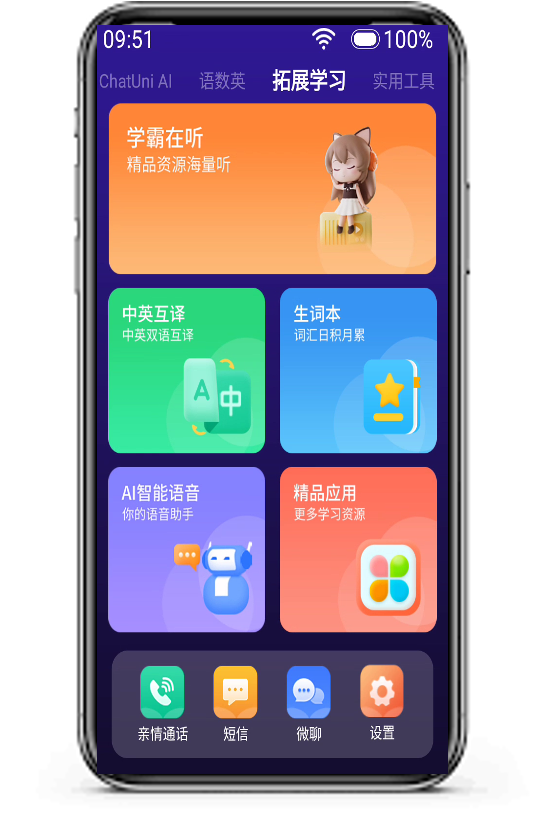 09:51 100%
ChatUni AI 语数英 拓展学习 实用工具
学霸在听
精品资源海量听
中英互译
中英双语互译
A 中
生词本
词汇日积月累
AI智能语音
你的语音助手
精品应用
更多学习资源
亲情通话 短信 微聊 设置